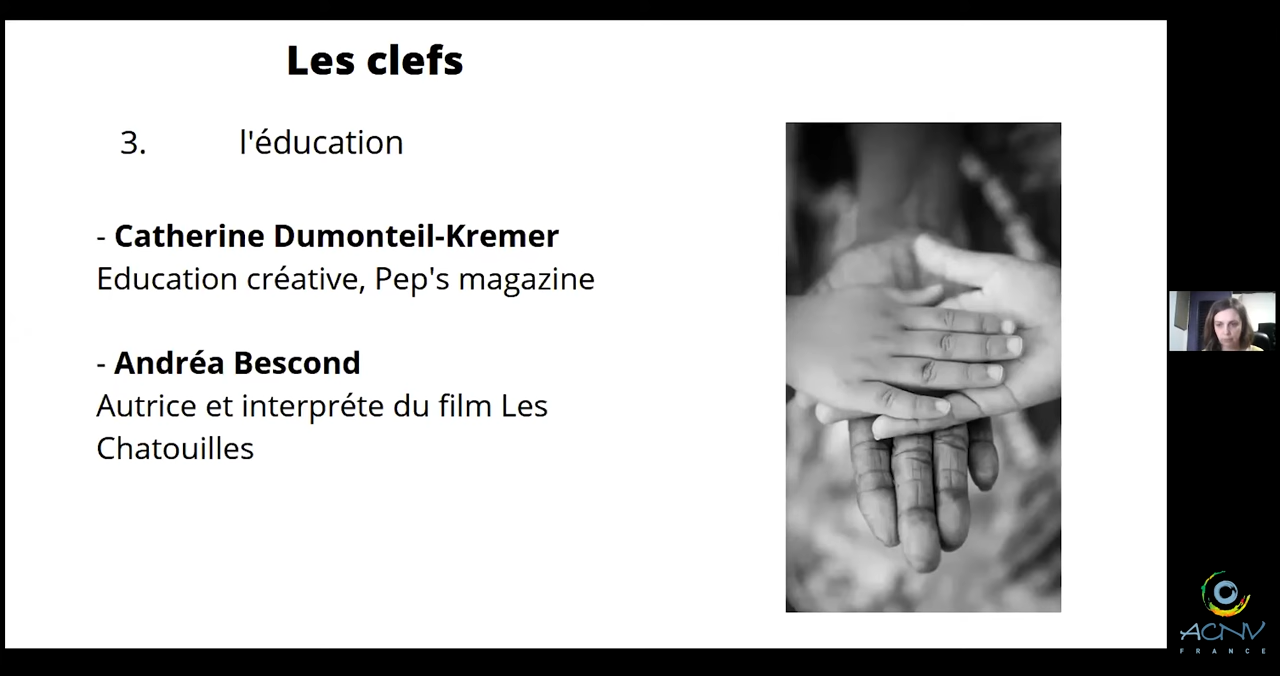 Les clefs
3. l'éducation
- Catherine Dumonteil-Kremer
Education créative, Pep's magazine
- Andréa Bescond
Autrice et interpréte du film Les
Chatouilles
ACNV
FRANCE